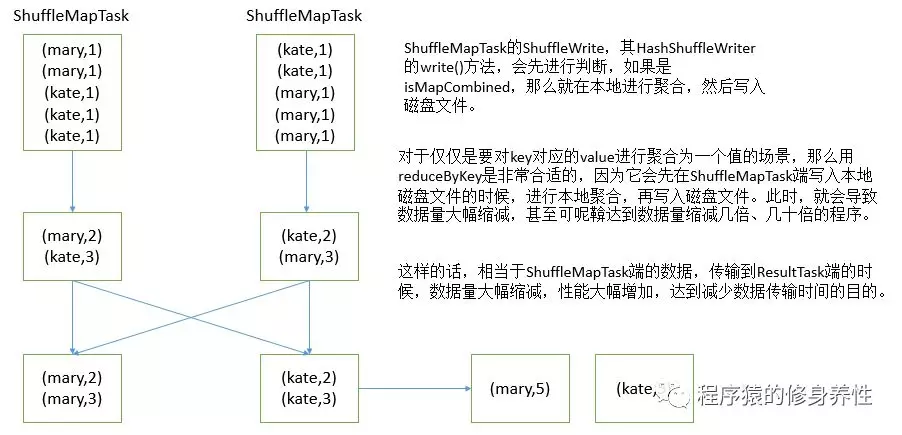 ShuffleMapTask
ShuffleMapTask
(mary,1)
(mary,1)
(kate,1)
(kate,1)
(kate,1)
(kate,1)
(kate,1)
(mary,1)
(mary,1)
(mary,1)
ShuffleMapTask的ShuffleWrite，其HashShuffleWriter
的write()方法，会先进行判断，如果是
isMapCombined，那么就在本地进行聚合，然后写入
磁盘文件。
对于仅仅是要对key对应的value进行聚合为一个值的场景，那么用
reduceByKey是非常合适的，因为它会先在ShuffleMapTask端写入本地
磁盘文件的时候，进行本地聚合，再写入磁盘文件。此时，就会导致
数据量大幅缩减，甚至可呢達到数据量缩减几倍、几十倍的程序。
(mary,2)
(kate,3)
(kate,2)
(mary,3)
这样的话，相当于ShuffleMapTask端的数据，传输到ResultTask端的时
候，数据量大幅缩减，性能大幅增加，达到减少数据传输时间的目的。
(mary,2)
(mary,3)
(kate,2)
(kate,3)
(mary,5)
(kate,
程序猿的修身养性